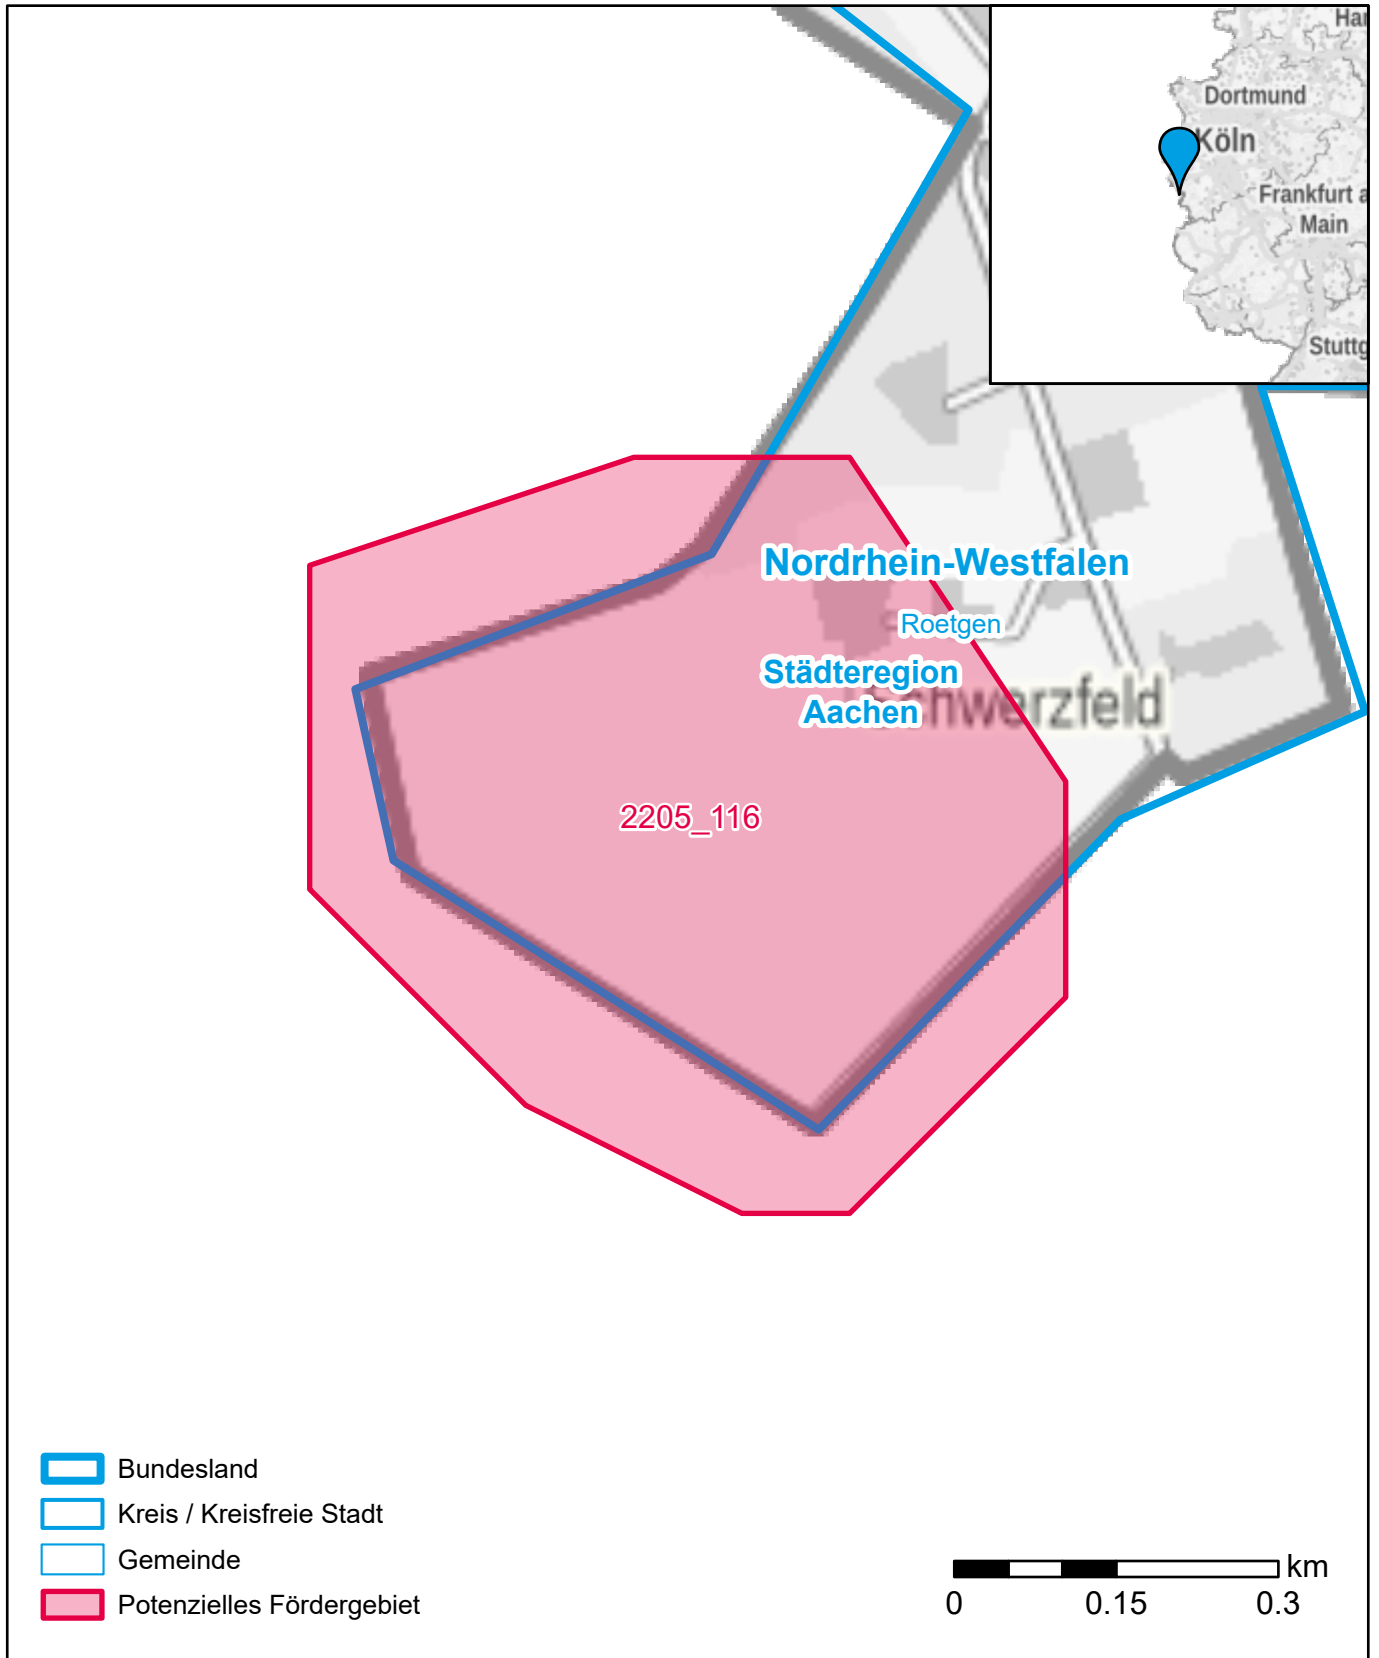 Dortmund
Köln
Frankfurt a
Main
Nordrhein-Westfalen
Roetgen
Städteregion
Aachen
Schwerzfeld
2205_116
Bundesland
Kreis / Kreisfreie Stadt
Gemeinde
Potenzielles Fördergebiet
km
0 0.15 0.3